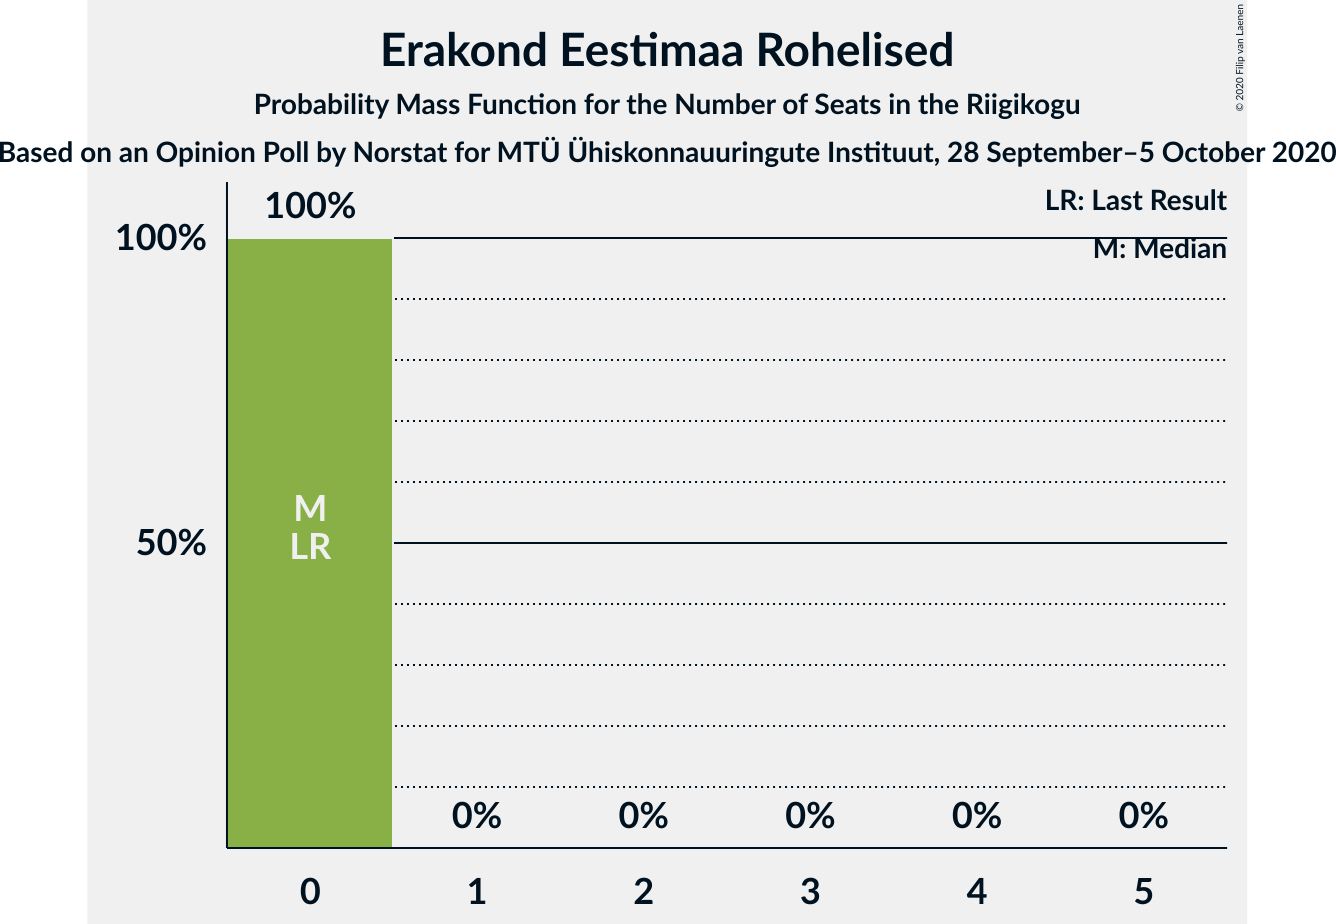 Erakond Eestimaa Rohelised
Probability Mass Function for the Number of Seats in the Riigikogu
Based on an Opinion Poll by Norstat for MTÜ Ühiskonnauuringute Instituut, 28 September–5 October 2020
© 2020 Filip van Laenen
LR: Last Result
M: Median
100%
100%
50%
M
LR
0% 0% 0% 0% 0%
0 1 2 3 4 5